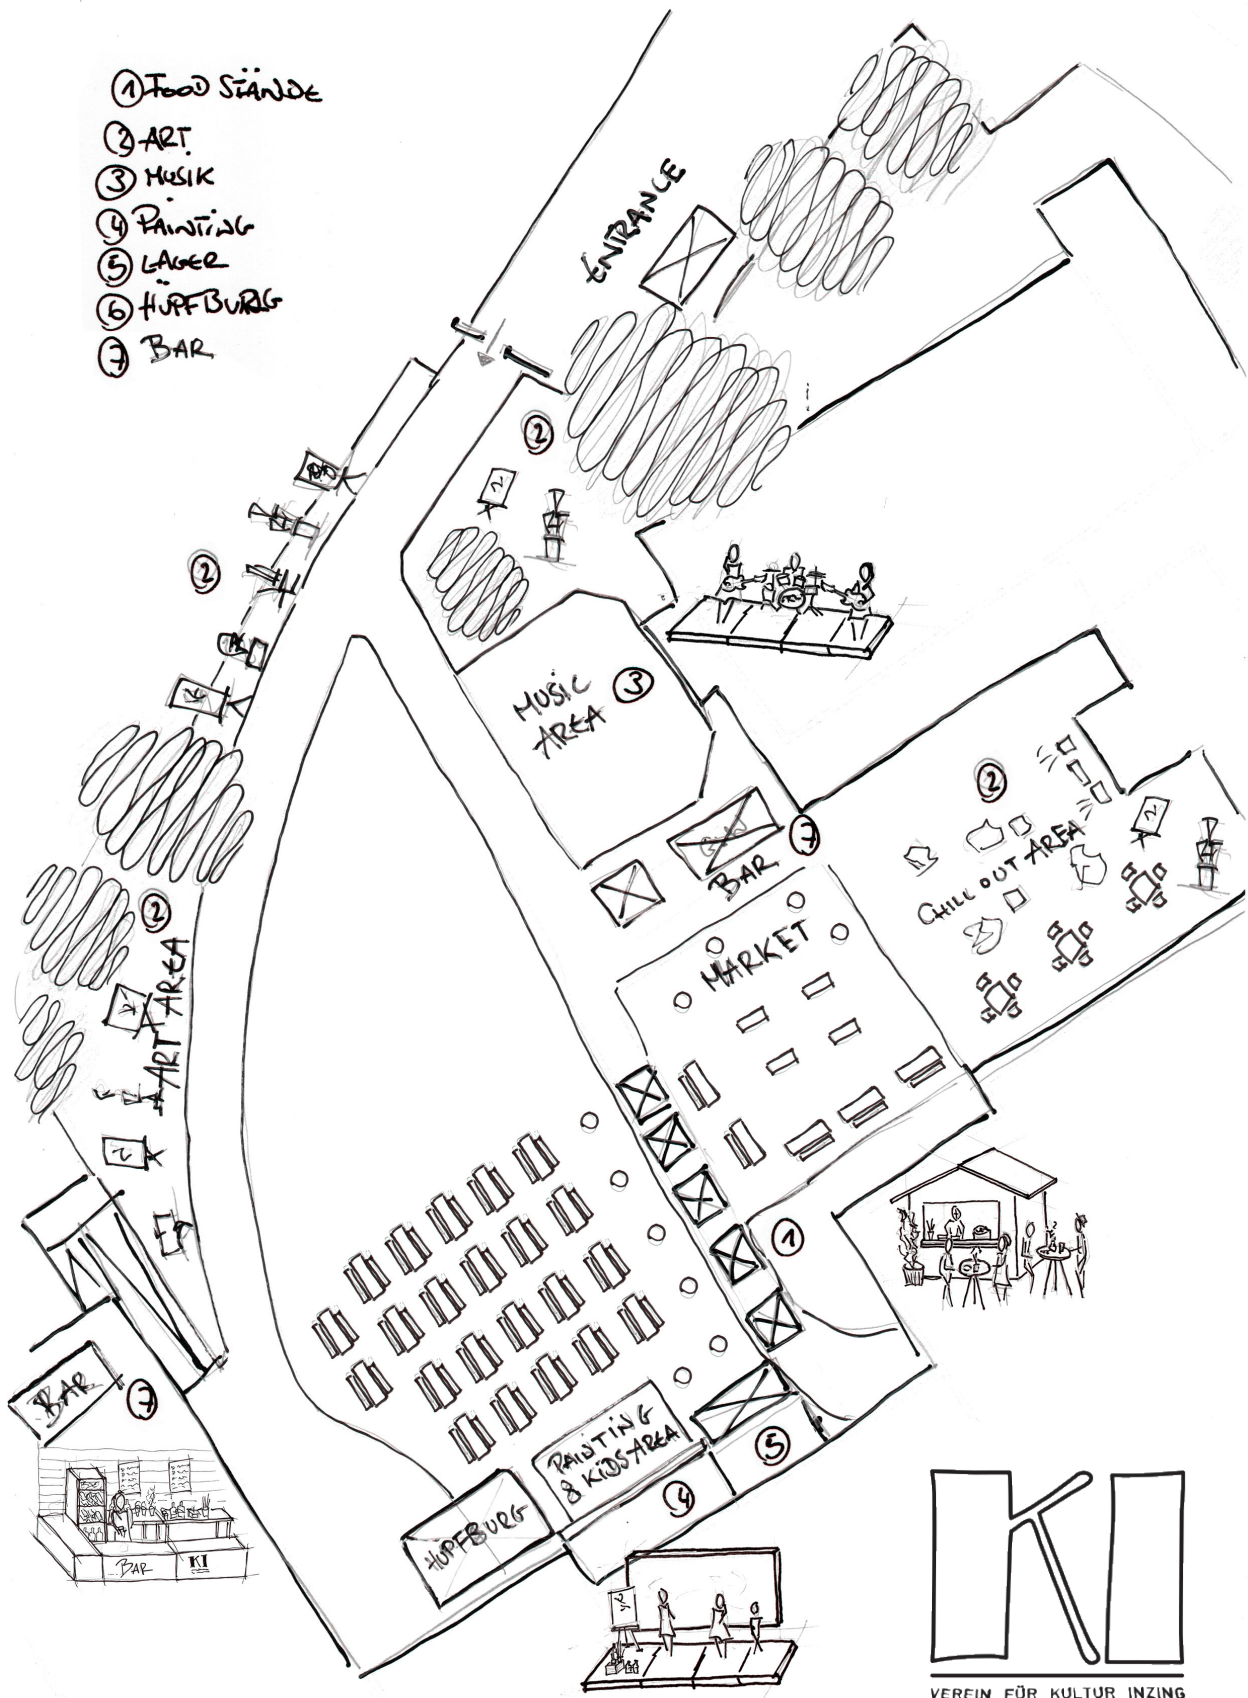 ① FOOD STÄNDE
② ART
③ MUSIK
④ PAINTING
⑤ LAGER
⑥ HÜPFBURG
⑦ BAR
ENTRANCE
②
②
MUSIC
AREA
③
②
⑦
BAR
CHILL OUT AREA
MARKET
②
ART AREA
①
BAR
⑦
PAINTING
& KIDS AREA
⑤
④
HÜPFBURG
BAR
KI
KI
VEREIN FÜR KULTUR INZING